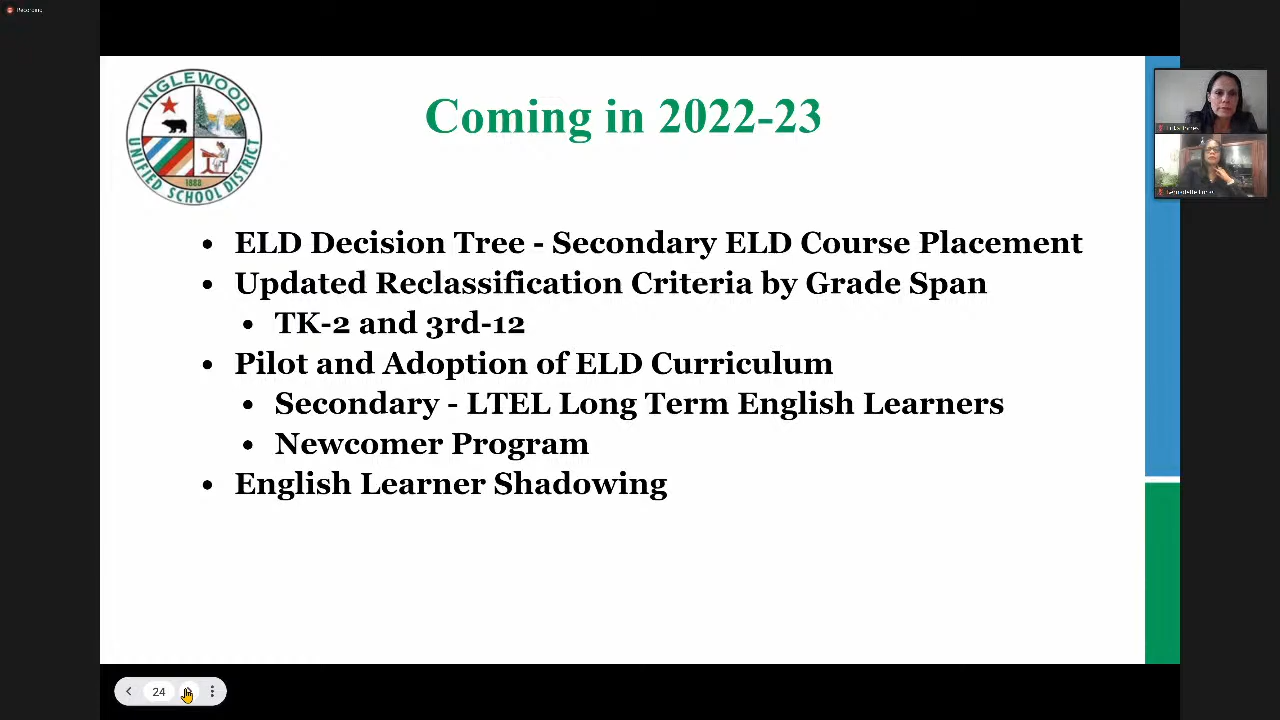 Recording
INGLEWOOD
UNIFIED SCHOOL DISTRICT
1888
Coming in 2022-23
• ELD Decision Tree - Secondary ELD Course Placement
• Updated Reclassification Criteria by Grade Span
• TK-2 and 3rd-12
• Pilot and Adoption of ELD Curriculum
• Secondary - LTEL Long Term English Learners
• Newcomer Program
• English Learner Shadowing
24